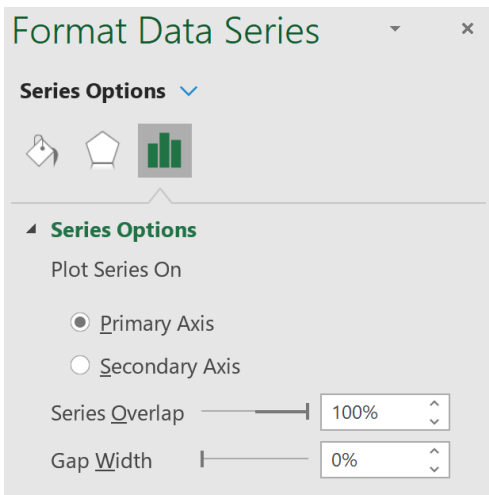 Format Data Series
Series Options
Series Options
Plot Series On
Primary Axis
Secondary Axis
Series Overlap 100%
Gap Width 0%